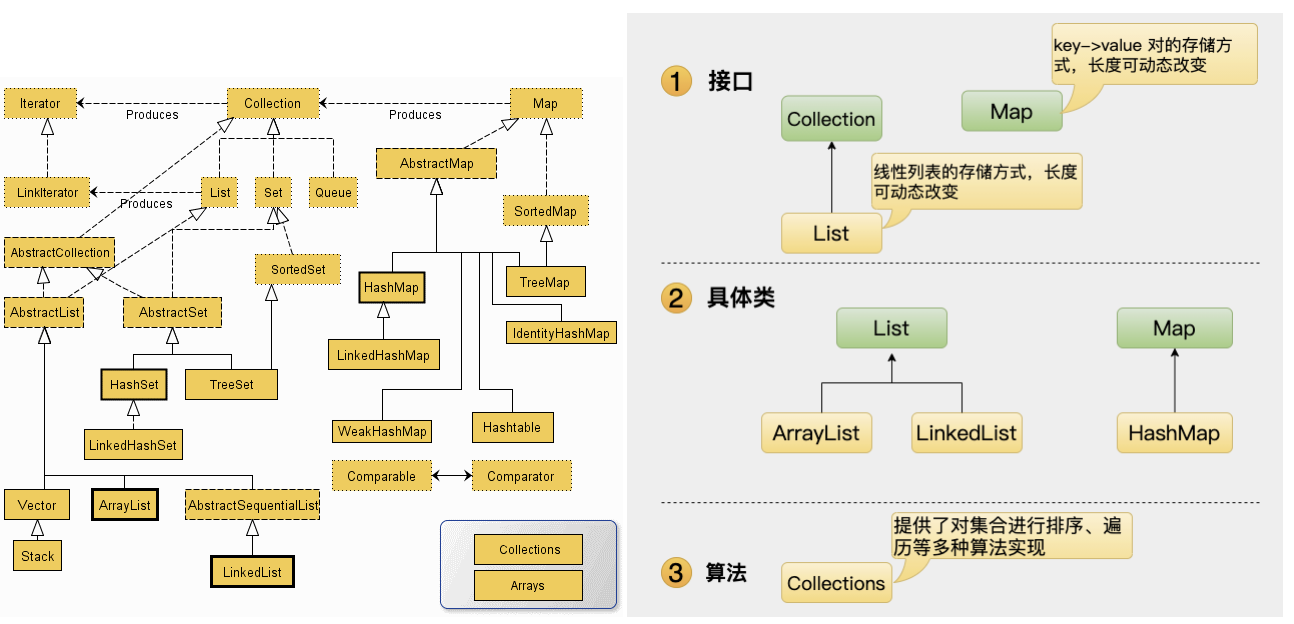 Iterator
Collection
Map
Produces
Produces
AbstractMap
LinkIterator
List
Set
Queue
Produces
SortedMap
AbstractCollection
SortedSet
HashMap
TreeMap
AbstractList
AbstractSet
IdentityHashMap
LinkedHashMap
HashSet
TreeSet
WeakHashMap
Hashtable
LinkedHashSet
Comparable
Comparator
Vector
ArrayList
AbstractSequentialList
Stack
LinkedList
Collections
Arrays
1 接口
key->value 对的存储方
式，长度可动态改变
Collection
Map
线性列表的存储方式，长度
可动态改变
List
2 具体类
List
Map
ArrayList
LinkedList
HashMap
提供了对集合进行排序、遍
历等多种算法实现
3 算法
Collections